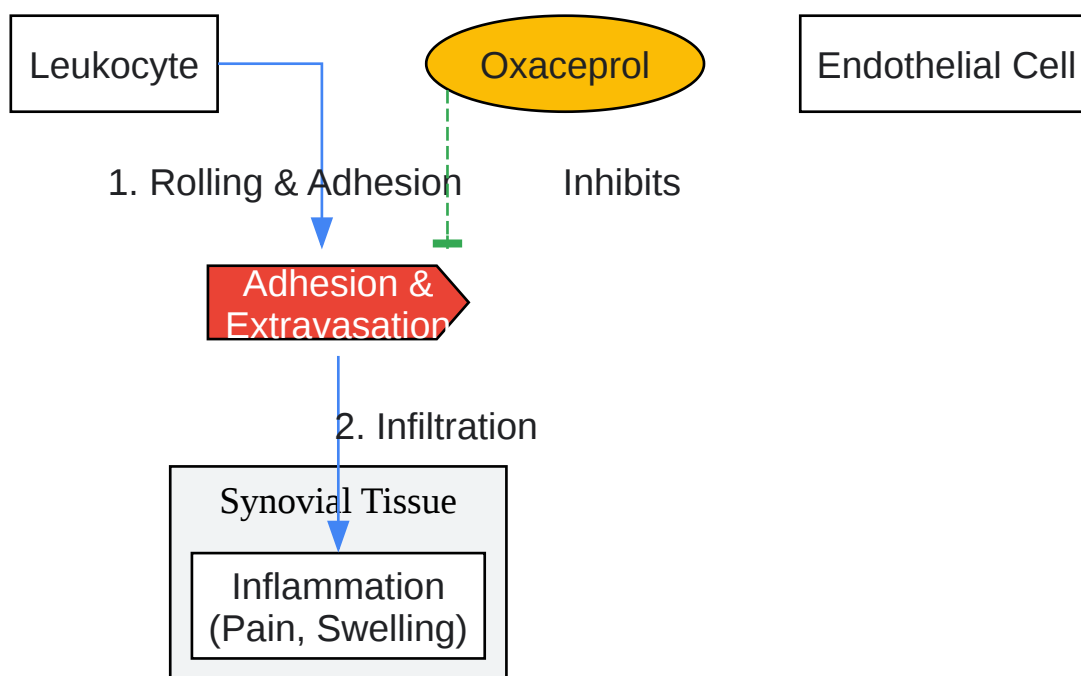 Leukocyte
Oxaceprol
Endothelial Cell
1. Rolling & Adhesion
Inhibits
Adhesion &
Extravasation
2. Infiltration
Synovial Tissue
Inflammation
(Pain, Swelling)